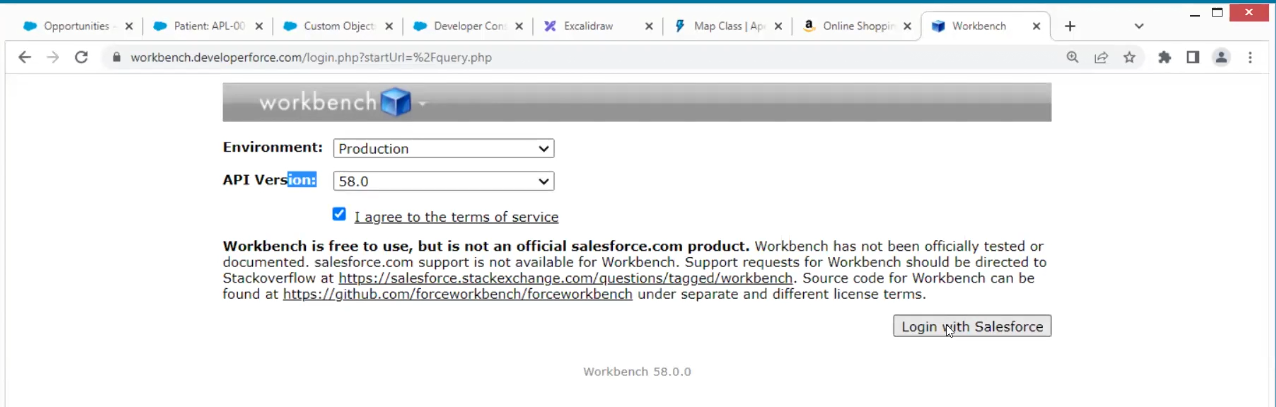 Opportunities -
Patient: APL-00
Custom Object:
Developer Con:
Excalidraw
Map Class | Ap
Online Shoppin
Workbench
workbench.developerforce.com/login.php?startUrl=%2Fquery.php
workbench
Environment: Production
API Version: 58.0
I agree to the terms of service
Workbench is free to use, but is not an official salesforce.com product. Workbench has not been officially tested or
documented. salesforce.com support is not available for Workbench. Support requests for Workbench should be directed to
Stackoverflow at https://salesforce.stackexchange.com/questions/tagged/workbench. Source code for Workbench can be
found at https://github.com/forceworkbench/forceworkbench under separate and different license terms.
Login with Salesforce
Workbench 58.0.0